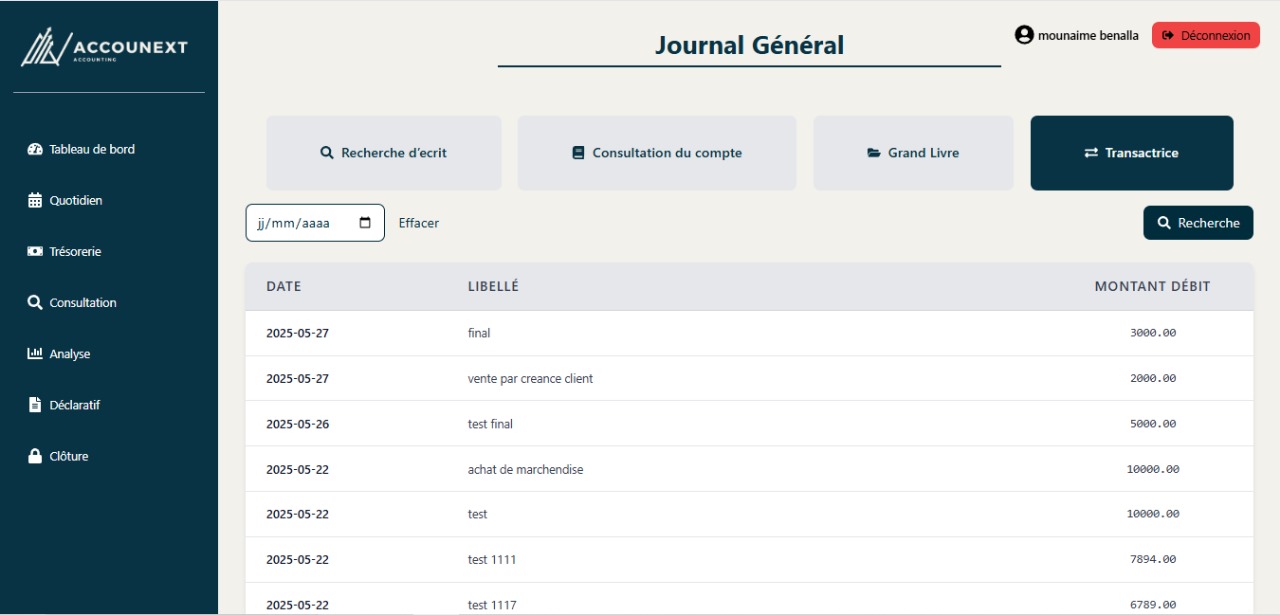 ACCOUNEXT
ACCOUNTING
Tableau de bord
Quotidien
Trésorerie
Consultation
Analyse
Déclaratif
Clôture
Journal Général
mounaime benalla
Déconnexion
Recherche d'ecrit
Consultation du compte
Grand Livre
Transactrice
jj/mm/aaaa
Effacer
Recherche
DATE LIBELLÉ MONTANT DÉBIT
2025-05-27 final 3000.00
2025-05-27 vente par creance client 2000.00
2025-05-26 test final 5000.00
2025-05-22 achat de marchendise 10000.00
2025-05-22 test 10000.00
2025-05-22 test 1111 7894.00
2025-05-22 test 1117 6789.00